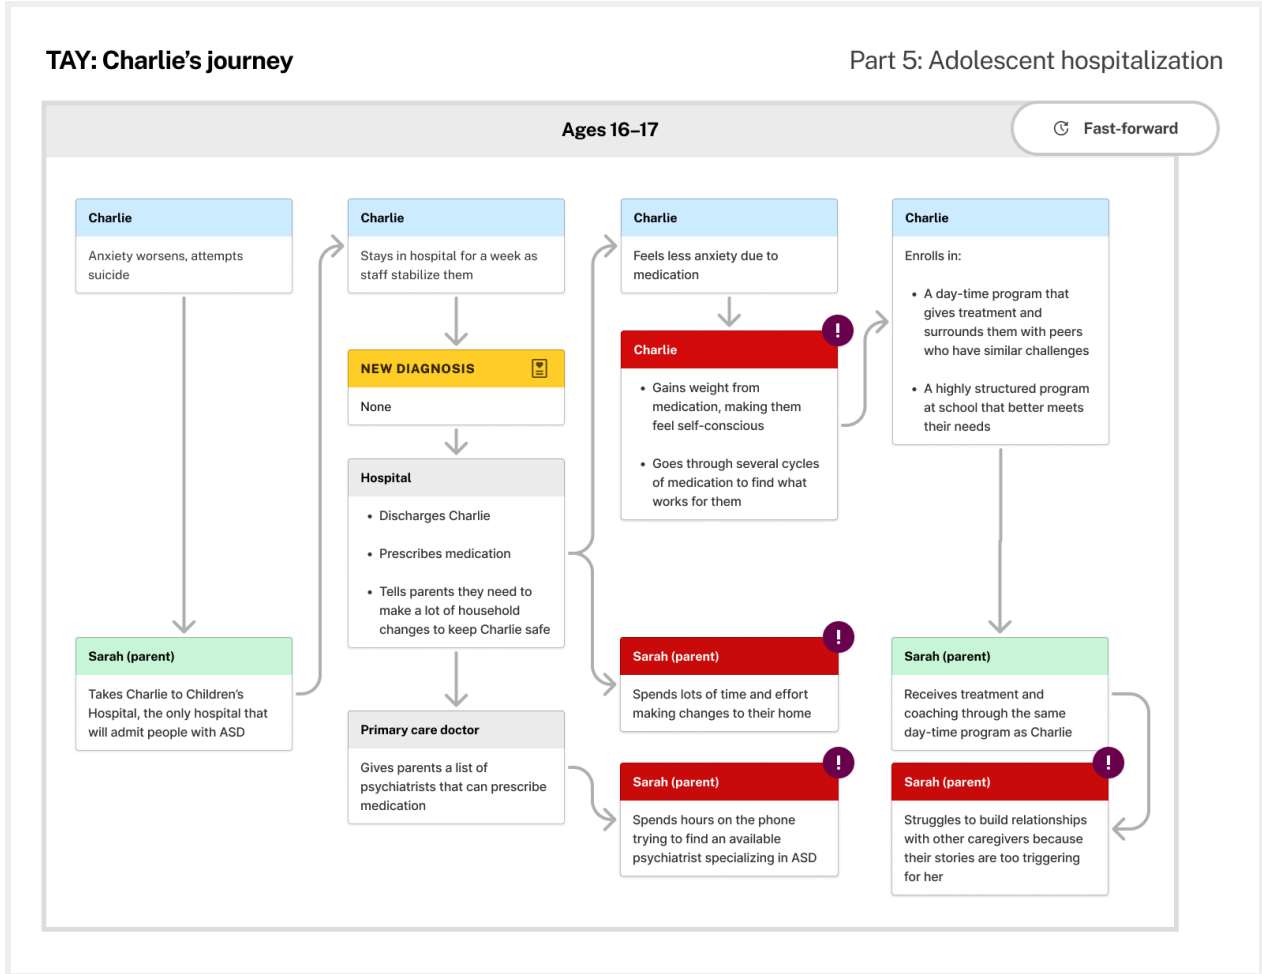 TAY: Charlie’s journey
Part 5: Adolescent hospitalization
Ages 16–17
Fast-forward
Charlie
Anxiety worsens, attempts
suicide
Sarah (parent)
Takes Charlie to Children’s
Hospital, the only hospital that
will admit people with ASD
Charlie
Stays in hospital for a week as
staff stabilize them
NEW DIAGNOSIS
None
Hospital
• Discharges Charlie
• Prescribes medication
• Tells parents they need to
make a lot of household
changes to keep Charlie safe
Primary care doctor
Gives parents a list of
psychiatrists that can prescribe
medication
Charlie
Feels less anxiety due to
medication
!
Charlie
• Gains weight from
medication, making them
feel self-conscious
• Goes through several cycles
of medication to find what
works for them
!
Sarah (parent)
Spends lots of time and effort
making changes to their home
!
Sarah (parent)
Spends hours on the phone
trying to find an available
psychiatrist specializing in ASD
Charlie
Enrolls in:
• A day-time program that
gives treatment and
surrounds them with peers
who have similar challenges
• A highly structured program
at school that better meets
their needs
Sarah (parent)
Receives treatment and
coaching through the same
day-time program as Charlie
!
Sarah (parent)
Struggles to build relationships
with other caregivers because
their stories are too triggering
for her